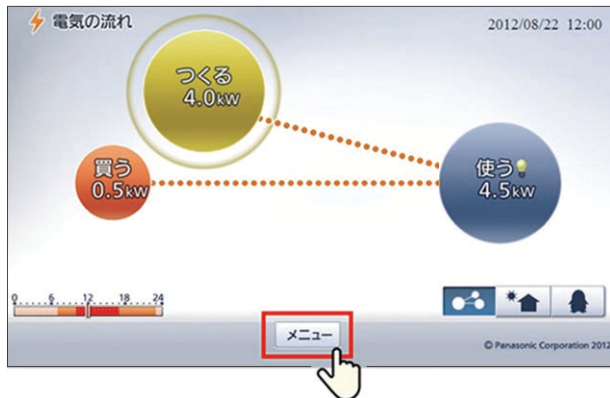 電気の流れ
2012/08/22 12:00
つくる
4.0kw
買う
0.5kw
使う
4.5kw
0 6 12 18 24
メニュー
© Panasonic Corporation 2012